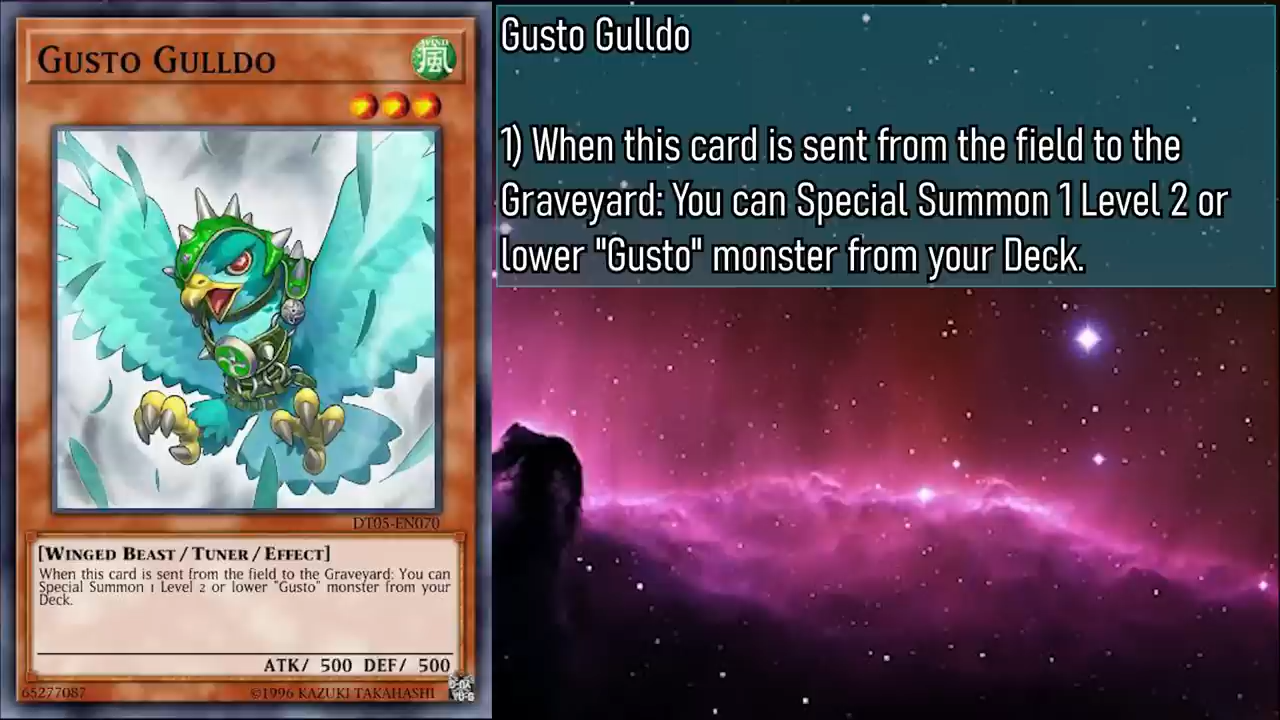 GUSTO GULLDO
WIND
風
DT05-EN070
[WINGED BEAST / TUNER / EFFECT]
When this card is sent from the field to the Graveyard: You can
Special Summon 1 Level 2 or lower "Gusto" monster from your
Deck.
ATK/ 500 DEF/ 500
65277087
©1996 KAZUKI TAKAHASHI
Gusto Gulldo
1) When this card is sent from the field to the
Graveyard: You can Special Summon 1 Level 2 or
lower "Gusto" monster from your Deck.